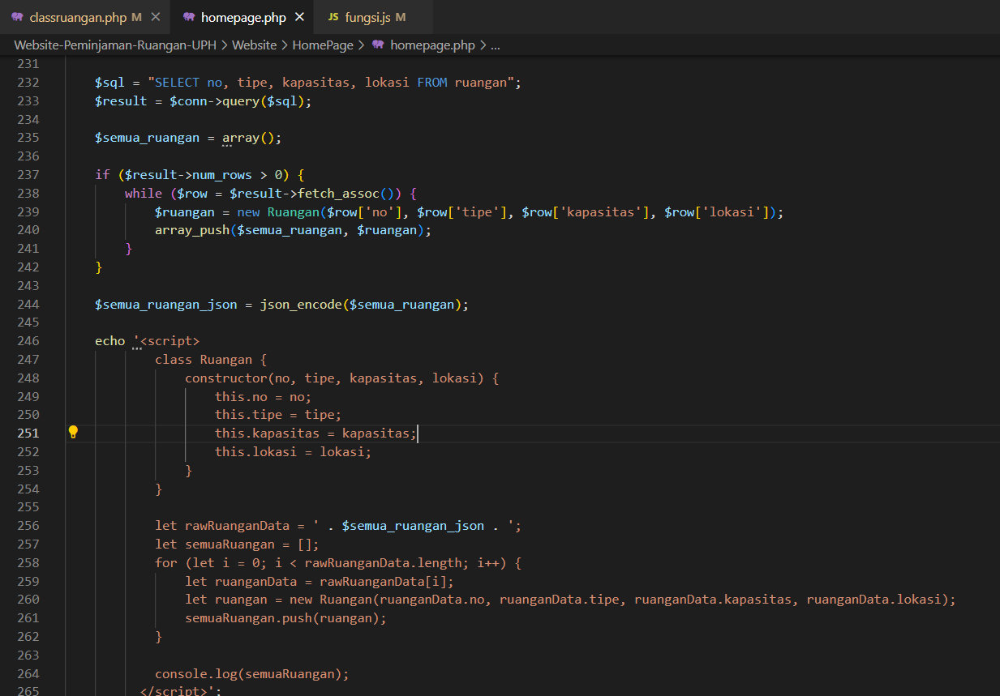 classruangan.php M × homepage.php × JS fungsi.js M
Website-Peminjaman-Ruangan-UPH > Website > HomePage > homepage.php > ...
231
232 $sql = "SELECT no, tipe, kapasitas, lokasi FROM ruangan";
233 $result = $conn->query($sql);
234
235 $semua_ruangan = array();
236
237 if ($result->num_rows > 0) {
238 while ($row = $result->fetch_assoc()) {
239 $ruangan = new Ruangan($row['no'], $row['tipe'], $row['kapasitas'], $row['lokasi']);
240 array_push($semua_ruangan, $ruangan);
241 }
242 }
243
244 $semua_ruangan_json = json_encode($semua_ruangan);
245
246 echo '<script>
247 class Ruangan {
248 constructor(no, tipe, kapasitas, lokasi) {
249 this.no = no;
250 this.tipe = tipe;
251 this.kapasitas = kapasitas;
252 this.lokasi = lokasi;
253 }
254 }
255
256 let rawRuanganData = ' . $semua_ruangan_json . ';
257 let semuaRuangan = [];
258 for (let i = 0; i < rawRuanganData.length; i++) {
259 let ruanganData = rawRuanganData[i];
260 let ruangan = new Ruangan(ruanganData.no, ruanganData.tipe, ruanganData.kapasitas, ruanganData.lokasi);
261 semuaRuangan.push(ruangan);
262 }
263
264 console.log(semuaRuangan);
265 </script>';